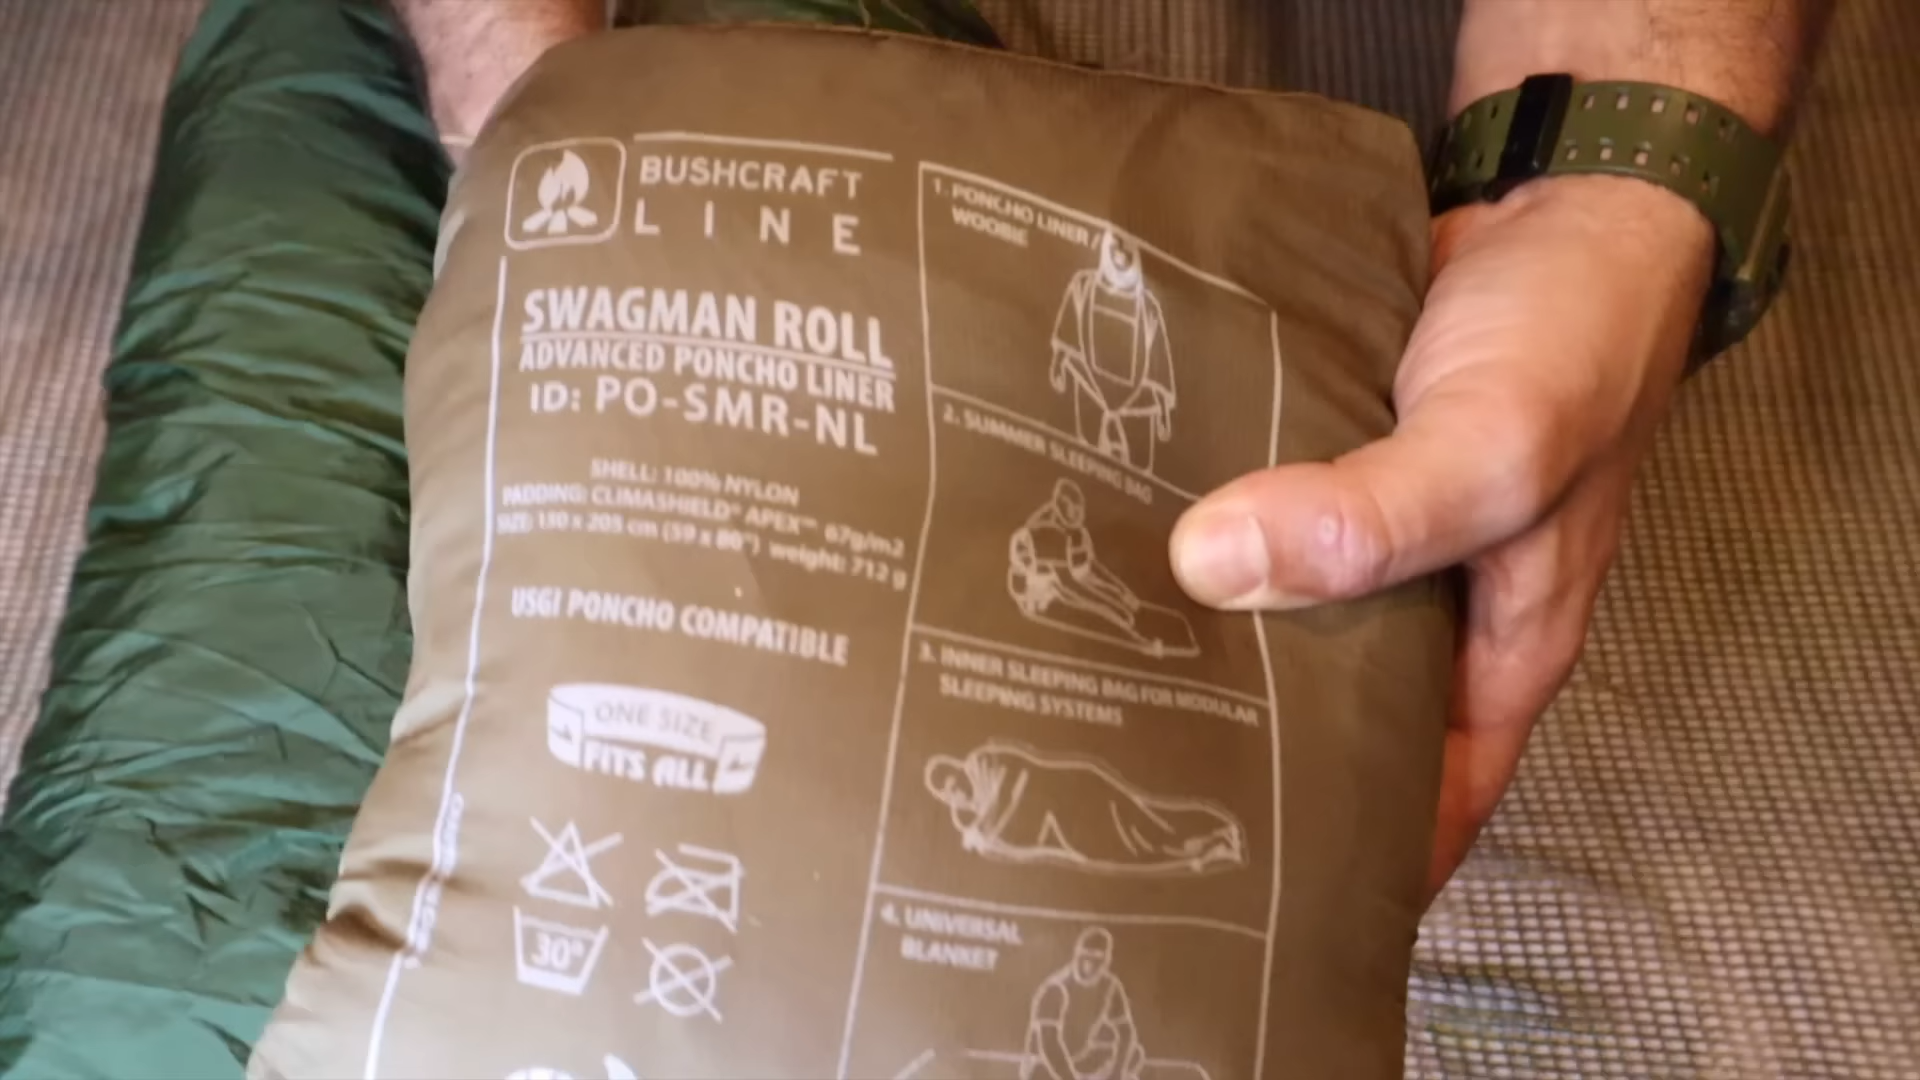 BUSHCRAFT
LINE
SWAGMAN ROLL
ADVANCED PONCHO LINER
ID: PO-SMR-NL
SHELL: 100% NYLON
PADDING: CLIMASHIELD® APEX™ 67g/m2
SIZE: 150 x 205 cm (59 x 80") weight: 712 g
USGI PONCHO COMPATIBLE
ONE SIZE
FITS ALL
30°
1. PONCHO LINER /
WOOBIE
2. SUMMER SLEEPING BAG
3. INNER SLEEPING BAG FOR MODULAR
SLEEPING SYSTEMS
4. UNIVERSAL
BLANKET